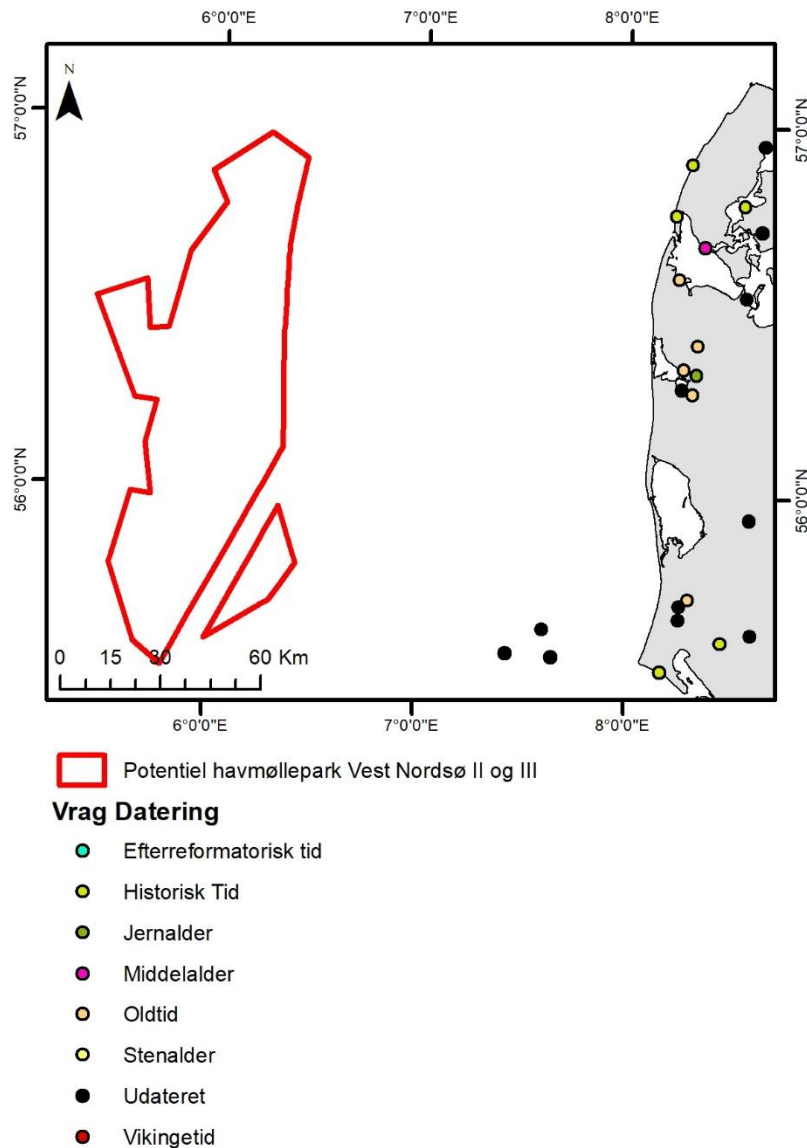 6°0'0"E 7°0'0"E 8°0'0"E
N
57°0'0"N 57°0'0"N
56°0'0"N 56°0'0"N
0 15 30 60 Km
6°0'0"E 7°0'0"E 8°0'0"E
Potentiel havmøllepark Vest Nordsø II og III
Vrag Datering
Efterreformatorisk tid
Historisk Tid
Jernalder
Middelalder
Oldtid
Stenalder
Udateret
Vikingetid